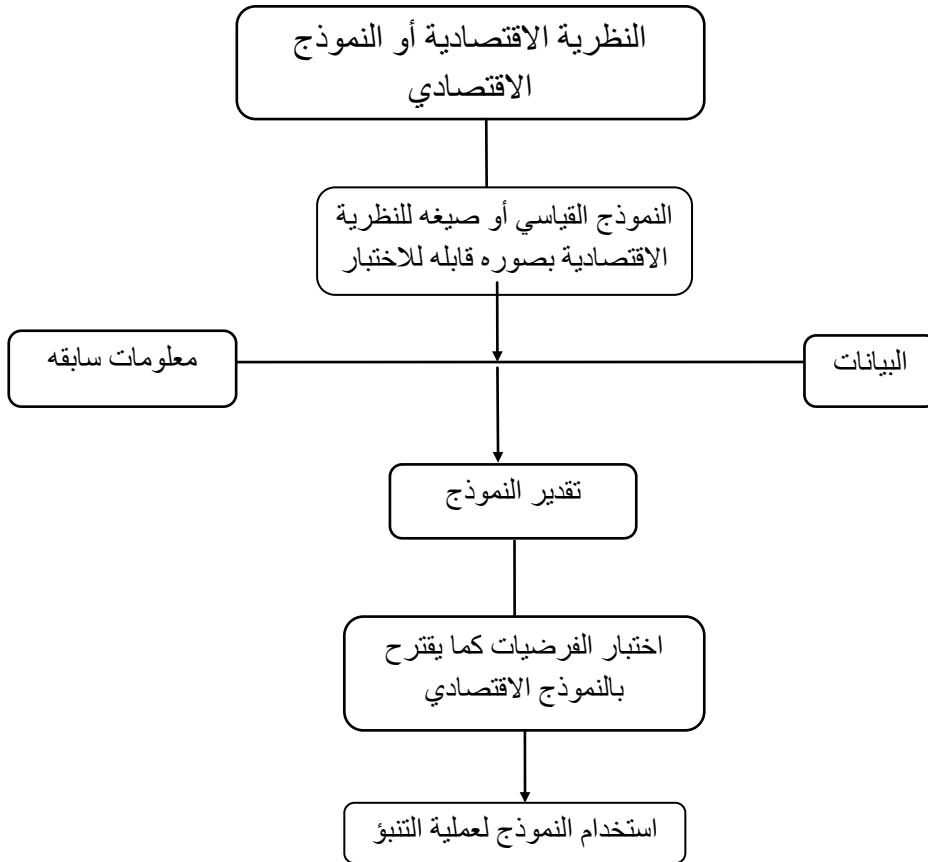 النظرية الاقتصادية أو النموذج
الاقتصادي
النموذج القياسي أو صيغه للنظرية
الاقتصادية بصوره قابله للاختبار
البيانات
معلومات سابقه
تقدير النموذج
اختبار الفرضيات كما يقترح
بالنموذج الاقتصادي
استخدام النموذج لعملية التنبؤ